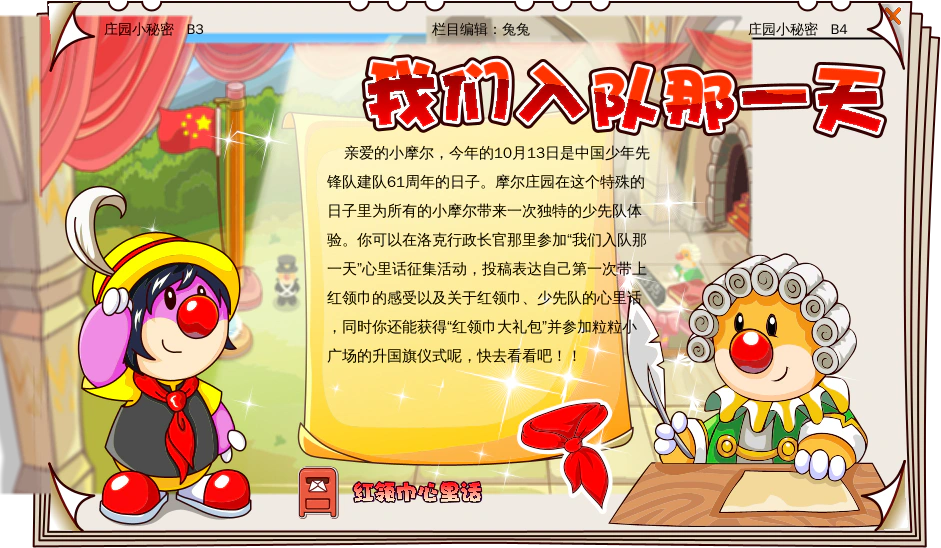 庄园小秘密 B3
栏目编辑：兔兔
庄园小秘密 B4
我们入队那一天
亲爱的小摩尔，今年的10月13日是中国少年先
锋队建队61周年的日子。摩尔庄园在这个特殊的
日子里为所有的小摩尔带来一次独特的少先队体
验。你可以在洛克行政长官那里参加“我们入队那
一天”心里话征集活动，投稿表达自己第一次带上
红领巾的感受以及关于红领巾、少先队的心里话
，同时你还能获得“红领巾大礼包”并参加粒粒小
广场的升国旗仪式呢，快去看看吧！！
红领巾心里话